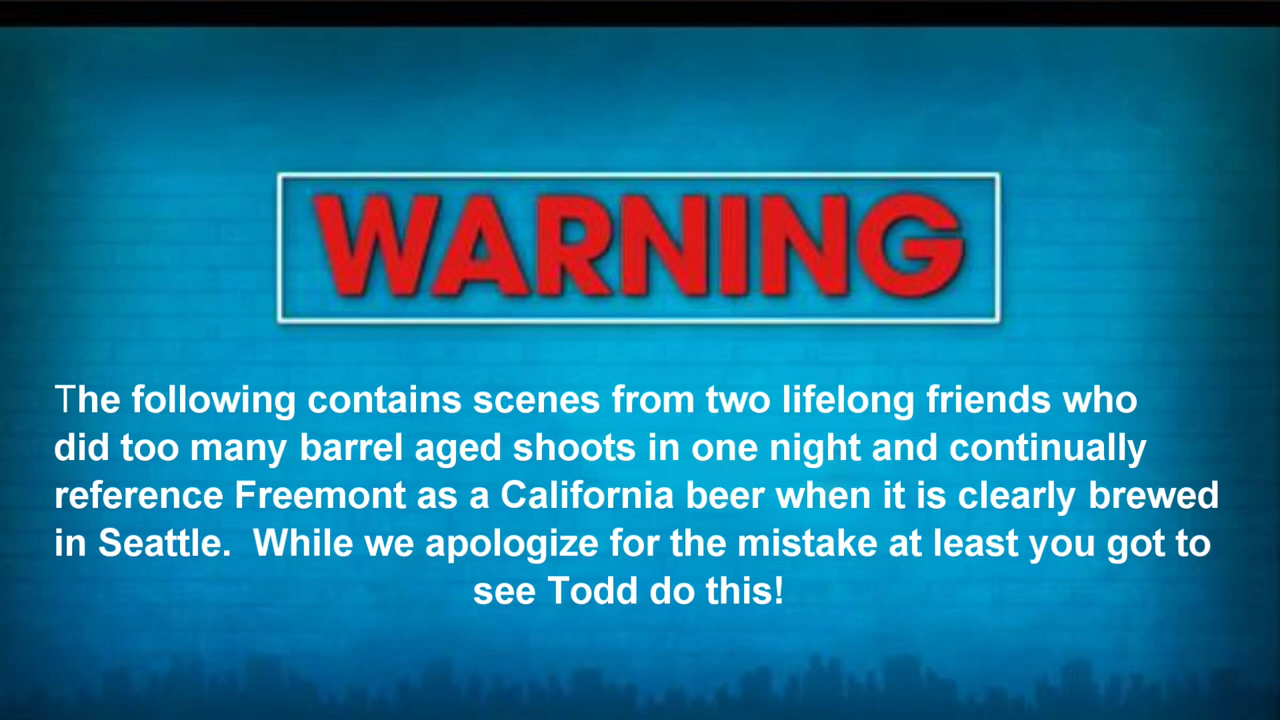 WARNING
The following contains scenes from two lifelong friends who
did too many barrel aged shoots in one night and continually
reference Freemont as a California beer when it is clearly brewed
in Seattle.  While we apologize for the mistake at least you got to
see Todd do this!